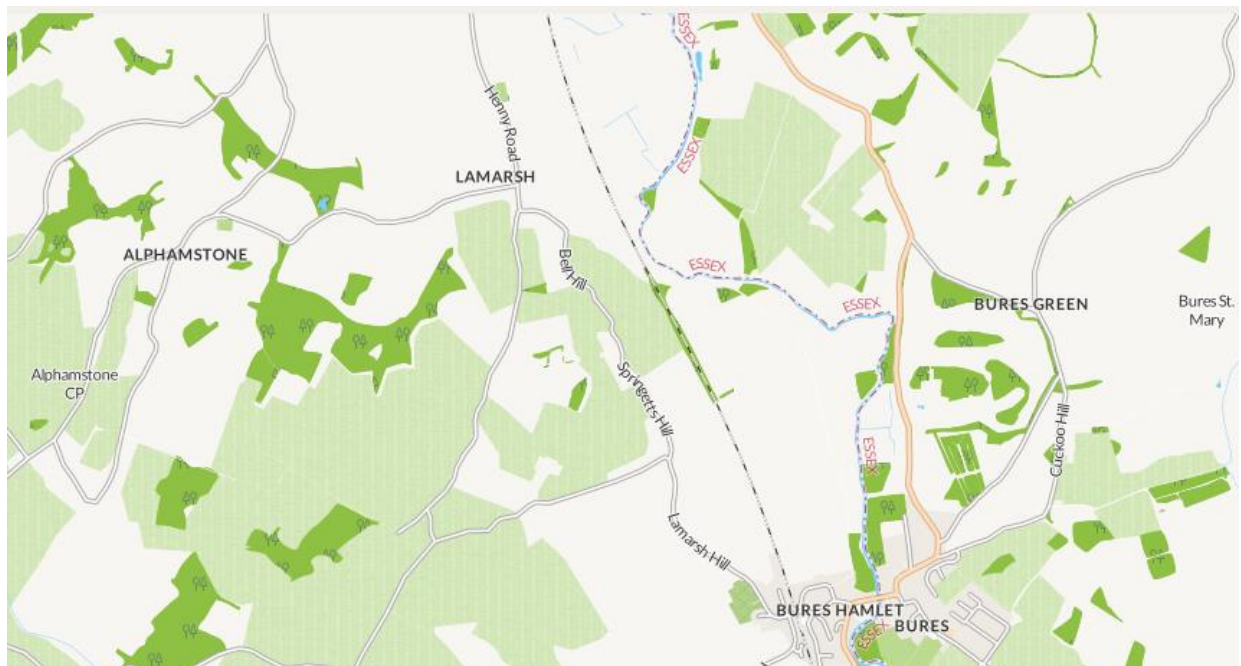 ESSEX
Henny Road
ESSEX
LAMARSH
ALPHAMSTONE
Bell Hill
ESSEX
ESSEX
BURES GREEN
Bures St.
Mary
Alphamstone
CP
Springetts Hill
Cuckoo Hill
ESSEX
Lamarsh Hill
BURES HAMLET
BURES
ESSEX